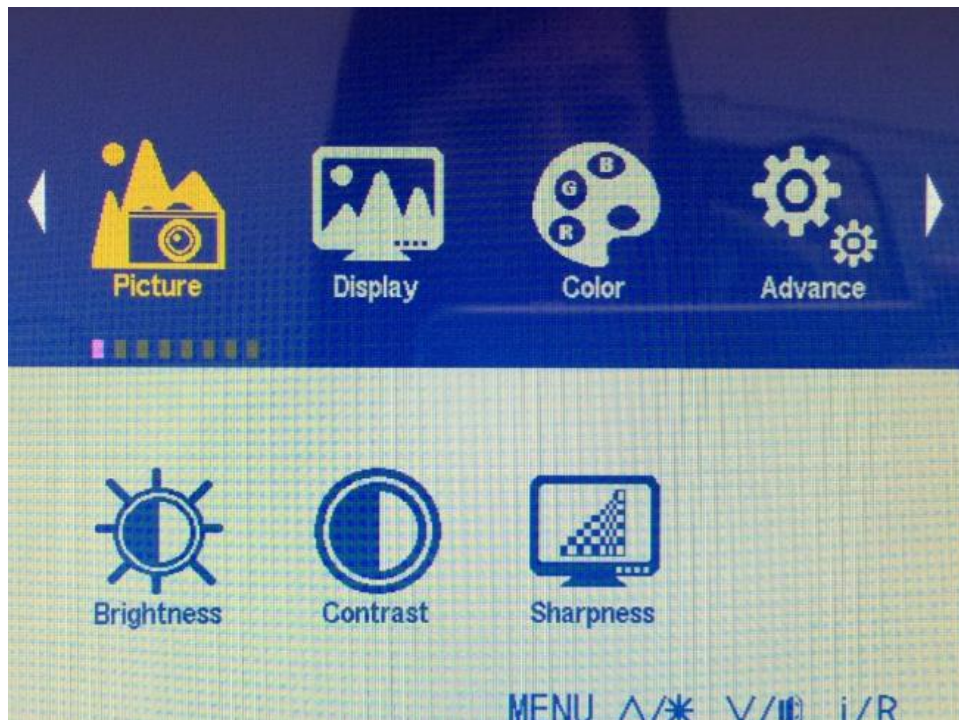 Picture Display Color Advance
B
G
R
Brightness Contrast Sharpness
MENU ∧/☀ ∨/ i/R